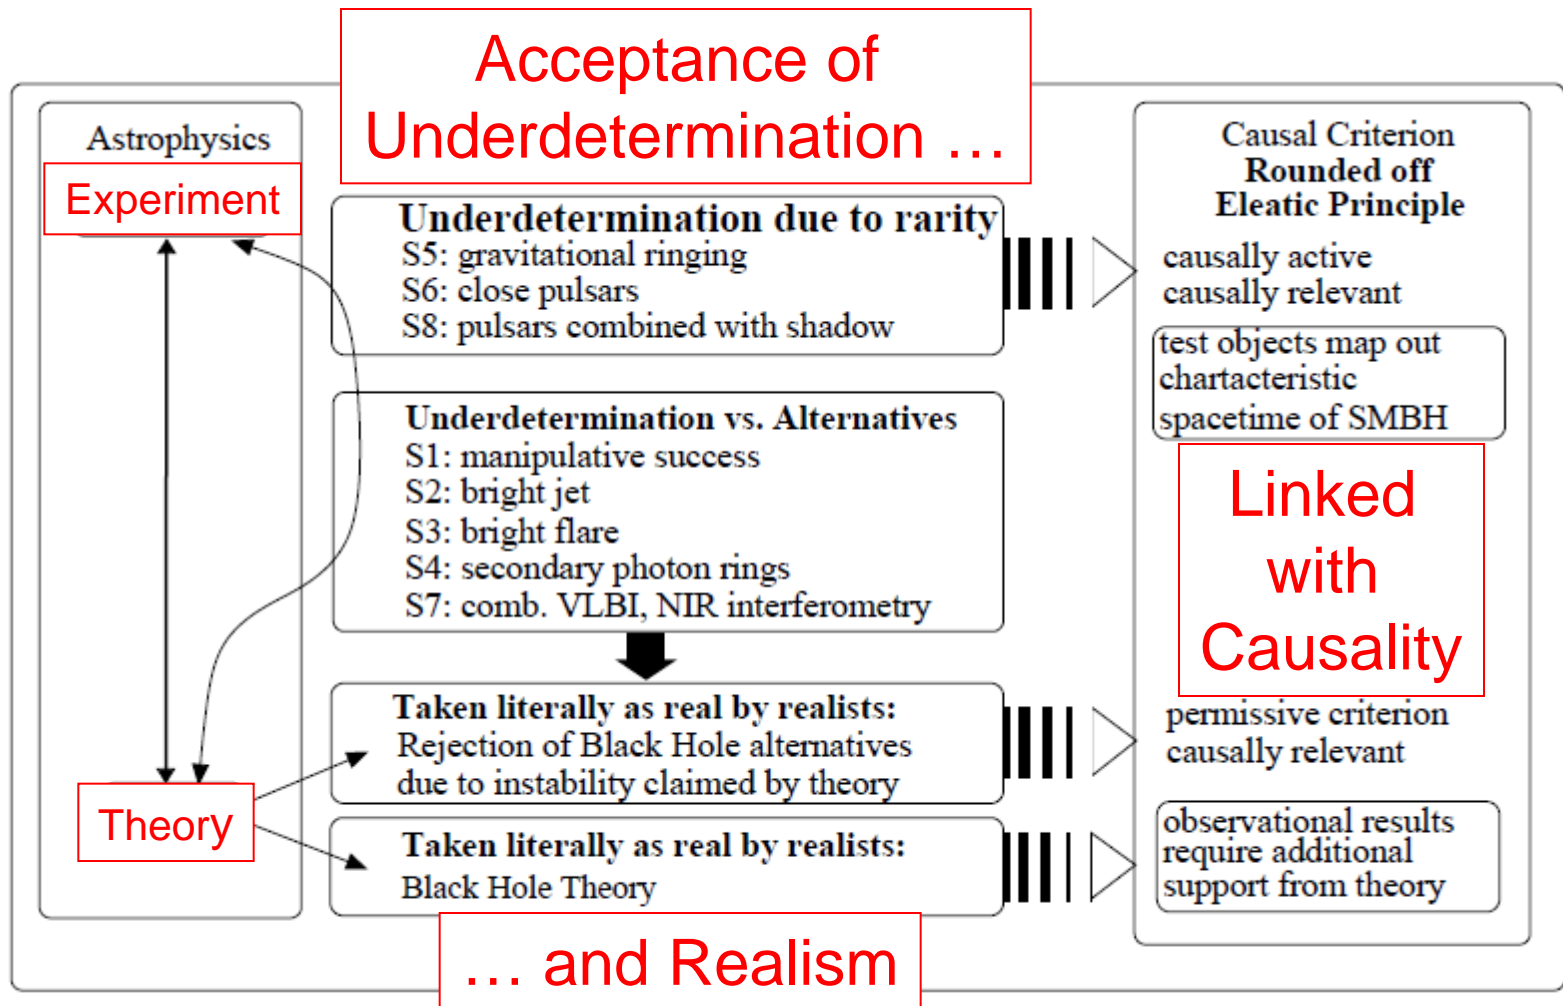 Acceptance of
Underdetermination …
Astrophysics
Experiment
Theory
Underdetermination due to rarity
S5: gravitational ringing
S6: close pulsars
S8: pulsars combined with shadow
Underdetermination vs. Alternatives
S1: manipulative success
S2: bright jet
S3: bright flare
S4: secondary photon rings
S7: comb. VLBI, NIR interferometry
Taken literally as real by realists:
Rejection of Black Hole alternatives
due to instability claimed by theory
Taken literally as real by realists:
Black Hole Theory
… and Realism
Causal Criterion
Rounded off
Eleatic Principle
causally active
causally relevant
test objects map out
chartacteristic
spacetime of SMBH
Linked
with
Causality
permissive criterion
causally relevant
observational results
require additional
support from theory